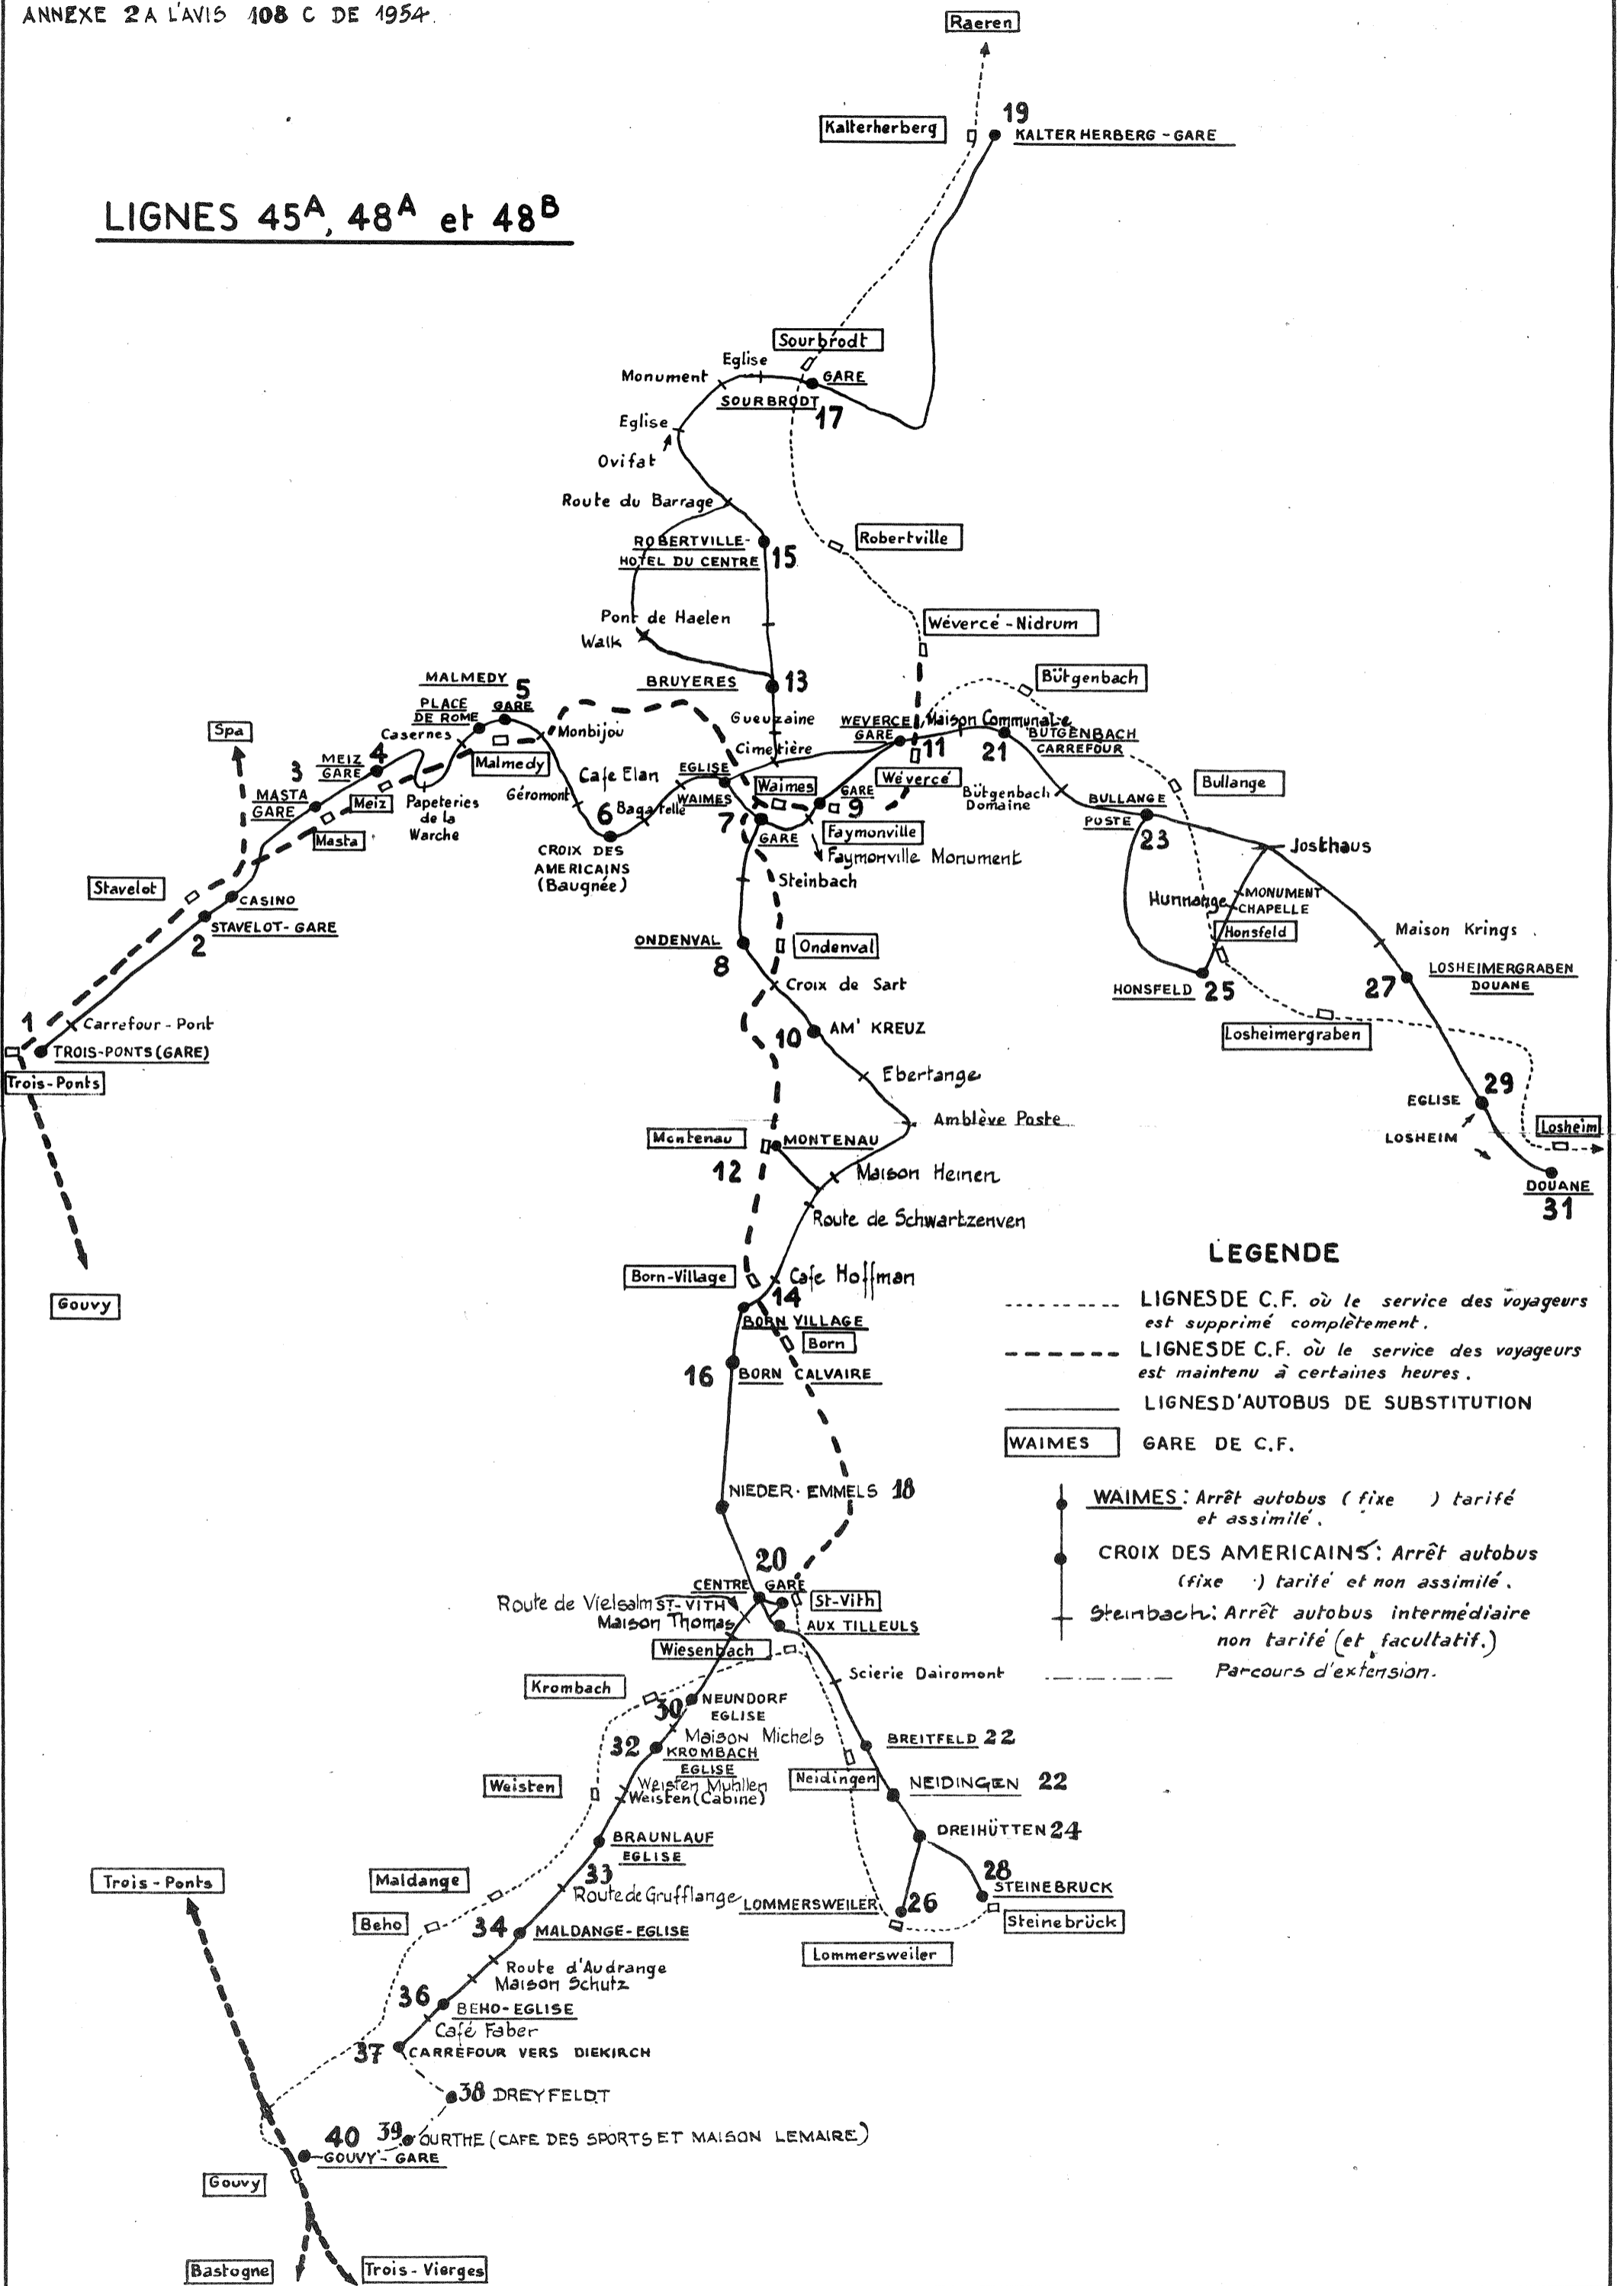 ANNEXE 2 A L'AVIS 108 C DE 1954.
Raeren
19
Kalterherberg
KALTERHERBERG - GARE
LIGNES 45A, 48A et 48B
Sourbrodt
Eglise
Monument
GARE
SOURBRODT
17
Eglise
Ovifat
Route du Barrage
ROBERTVILLE-
HOTEL DU CENTRE
15
Robertville
Pont de Haelen
Walk
Wévercé - Nidrum
MALMEDY
5
BRUYERES
13
Bütgenbach
PLACE
DE ROME
GARE
Gueuzaine
WEVERCE
GARE
Maison Communale
Spa
Casernes
Monbijou
Cimetière
11
21
BÜTGENBACH
CARREFOUR
3
MEIZ
GARE
4
Malmedy
Cafe Elan
EGLISE
WAIMES
Waimes
Wévercé
Bullange
MASTA
GARE
Meiz
Papeteries
de la
Warche
Géromont
6
Bagatelle
7
GARE
9
GARE
Bütgenbach
Domaine
BULLANGE
POSTE
Masta
CROIX DES
AMERICAINS
(Baugnée)
Faymonville
Faymonville Monument
23
Josthaus
Stavelot
CASINO
Steinbach
Hunnange
MONUMENT
CHAPELLE
STAVELOT - GARE
2
ONDENVAL
8
Ondenval
Honsfeld
Maison Krings
Croix de Sart
HONSFELD
25
27
LOSHEIMERGRABEN
DOUANE
1
Carrefour - Pont
10
AM' KREUZ
Losheimergraben
TROIS-PONTS (GARE)
Trois-Ponts
Ebertange
29
EGLISE
Amblève Poste
Montenau
MONTENAU
LOSHEIM
Losheim
12
Maison Heinen
DOUANE
31
Route de Schwartzenven
LEGENDE
Born-Village
Cafe Hoffman
Gouvy
14
BORN VILLAGE
LIGNES DE C.F. où le service des voyageurs
est supprimé complètement.
Born
LIGNES DE C.F. où le service des voyageurs
est maintenu à certaines heures.
16
BORN CALVAIRE
LIGNES D'AUTOBUS DE SUBSTITUTION
WAIMES
GARE DE C.F.
NIEDER-EMMELS 18
WAIMES : Arrêt autobus ( fixe ) tarifé
et assimilé.
20
CROIX DES AMERICAINS : Arrêt autobus
(fixe ) tarifé et non assimilé.
CENTRE
GARE
Route de Vielsalm
ST-VITH
St-Vith
Steinbach : Arrêt autobus intermédiaire
non tarifé (et facultatif.)
Maison Thomas
AUX TILLEULS
Wiesenbach
Parcours d'extension.
Scierie Dairomont
Krombach
30
NEUNDORF
EGLISE
Maison Michels
32
KROMBACH
EGLISE
BREITFELD 22
Weisten
Weisten Muhllen
Weisten (Cabine)
Neidingen
NEIDINGEN 22
BRAUNLAUF
EGLISE
DREIHÜTTEN 24
Trois - Ponts
Maldange
33
Route de Grufflange
28
STEINEBRUCK
LOMMERSWEILER
26
Beho
34
MALDANGE-EGLISE
Steinebrück
Lommersweiler
Route d'Audrange
Maison Schutz
36
BEHO-EGLISE
Café Faber
37
CARREFOUR VERS DIEKIRCH
38 DREYFELDT
40
39
OURTHE (CAFE DES SPORTS ET MAISON LEMAIRE)
GOUVY - GARE
Gouvy
Bastogne
Trois - Vierges